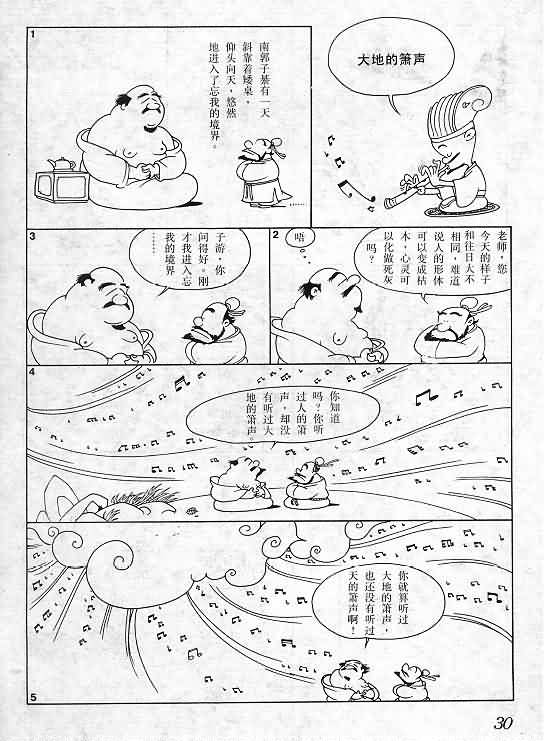 大地的箫声
1
南郭子綦有一天
斜靠着矮桌，
仰头向天，悠然
地进入了忘我的境界。
2
老师，您
今天的样子
和往日大不
相同，难道
说人的形体
可以变成枯
木，心灵可
以化做死灰
吗？
唔
3
子游，你
问得好。刚
才我进入忘
我的境界
……
4
你知道
吗？你听
过人的箫
声，却没
有听过大
地的箫声。
5
你就算听过
大地的箫声，
也还没有听过
天的箫声啊！
30